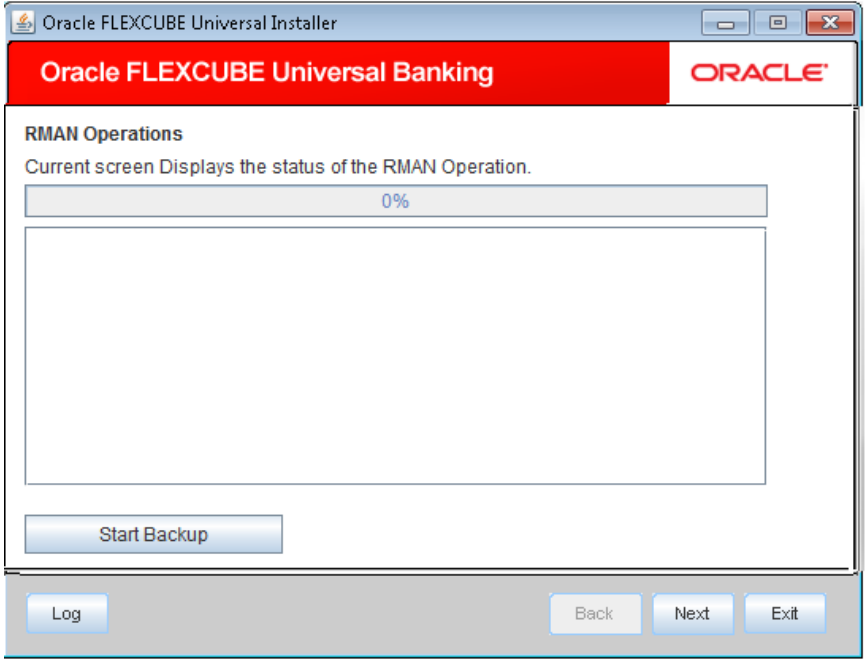 Oracle FLEXCUBE Universal Installer
Oracle FLEXCUBE Universal Banking
ORACLE®
RMAN Operations
Current screen Displays the status of the RMAN Operation.
0%
Start Backup
Log
Back
Next
Exit